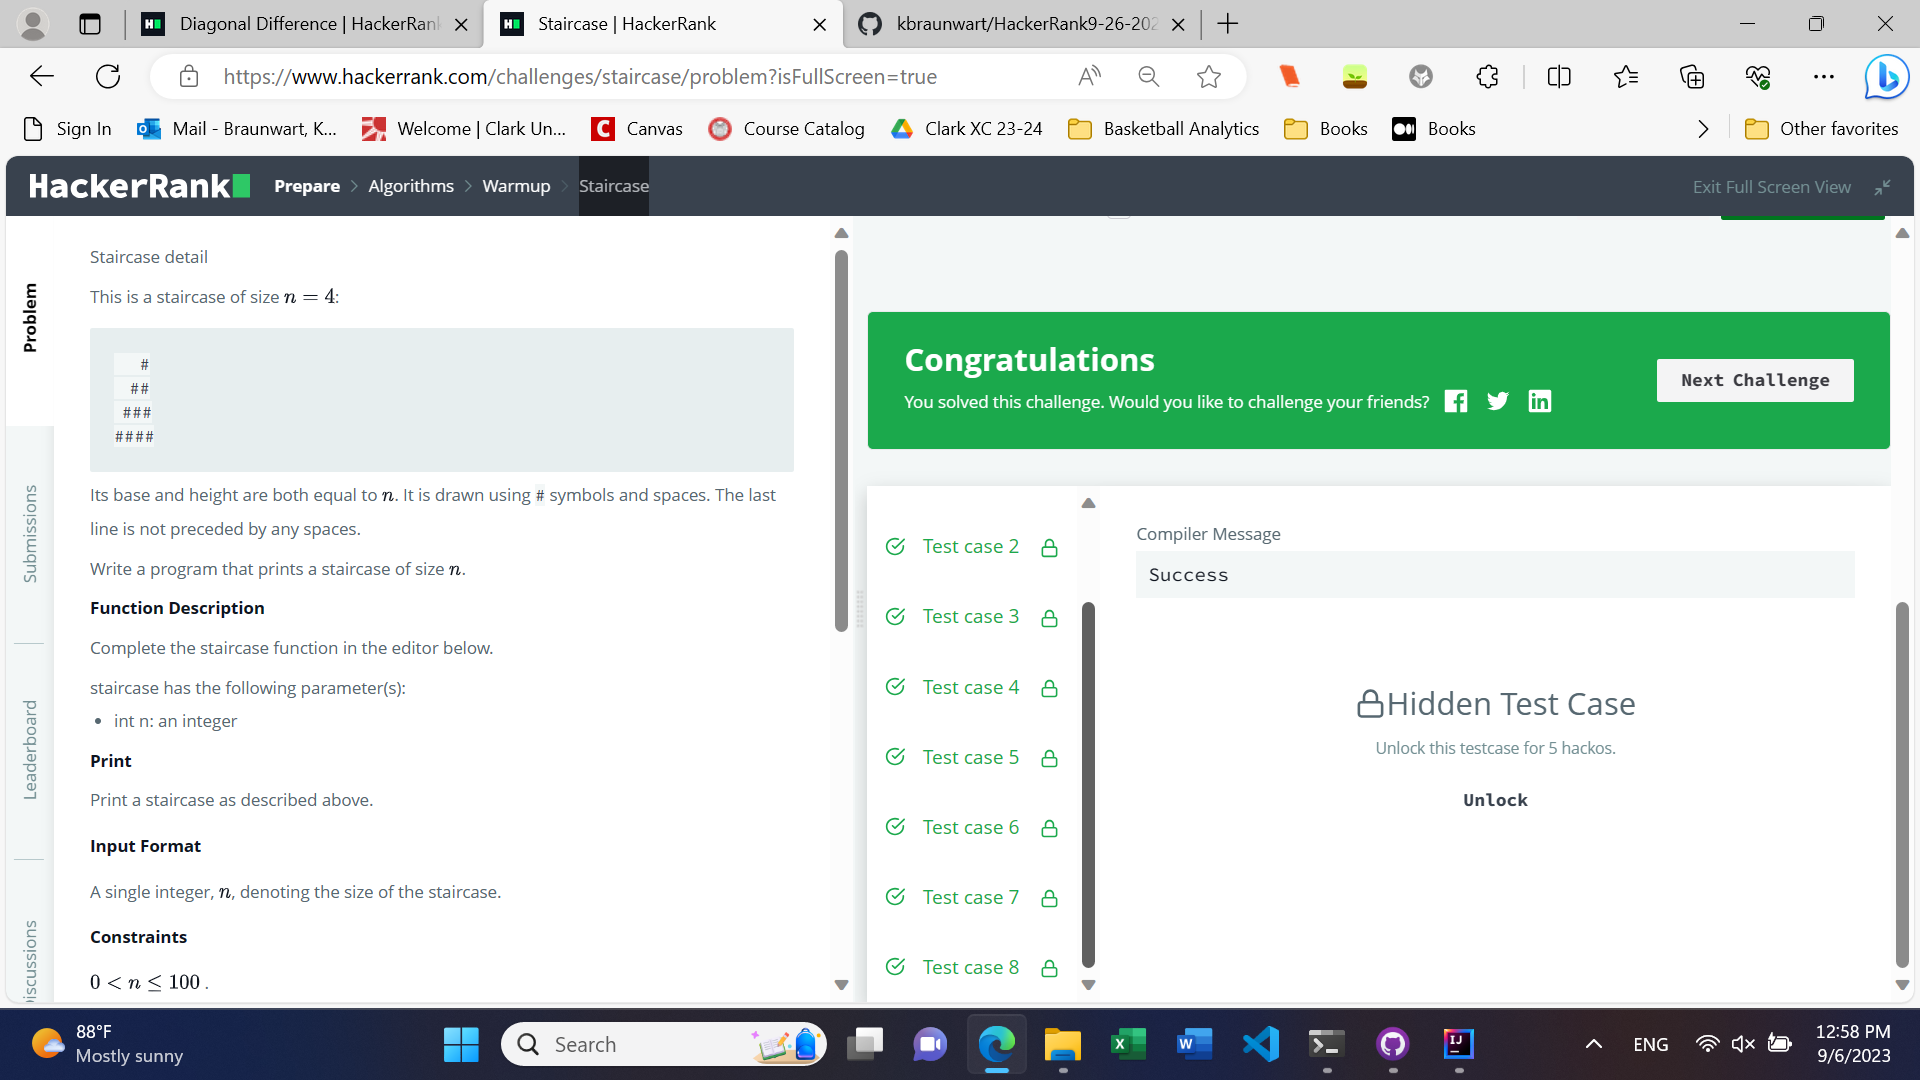 Diagonal Difference | HackerRank
Staircase | HackerRank
kbraunwart/HackerRank9-26-202
https://www.hackerrank.com/challenges/staircase/problem?isFullScreen=true
Sign In
Mail - Braunwart, K...
Welcome | Clark Un...
Canvas
Course Catalog
Clark XC 23-24
Basketball Analytics
Books
Books
Other favorites
HackerRank
Prepare
Algorithms
Warmup
Staircase
Exit Full Screen View
Problem
Submissions
Leaderboard
Discussions
Staircase detail
This is a staircase of size n = 4:
   #
  ##
 ###
####
Its base and height are both equal to n. It is drawn using # symbols and spaces. The last
line is not preceded by any spaces.
Write a program that prints a staircase of size n.
Function Description
Complete the staircase function in the editor below.
staircase has the following parameter(s):
• int n: an integer
Print
Print a staircase as described above.
Input Format
A single integer, n, denoting the size of the staircase.
Constraints
0 < n ≤ 100 .
Congratulations
You solved this challenge. Would you like to challenge your friends?
Next Challenge
Test case 2
Test case 3
Test case 4
Test case 5
Test case 6
Test case 7
Test case 8
Compiler Message
Success
Hidden Test Case
Unlock this testcase for 5 hackos.
Unlock
88°F
Mostly sunny
Search
ENG
12:58 PM
9/6/2023